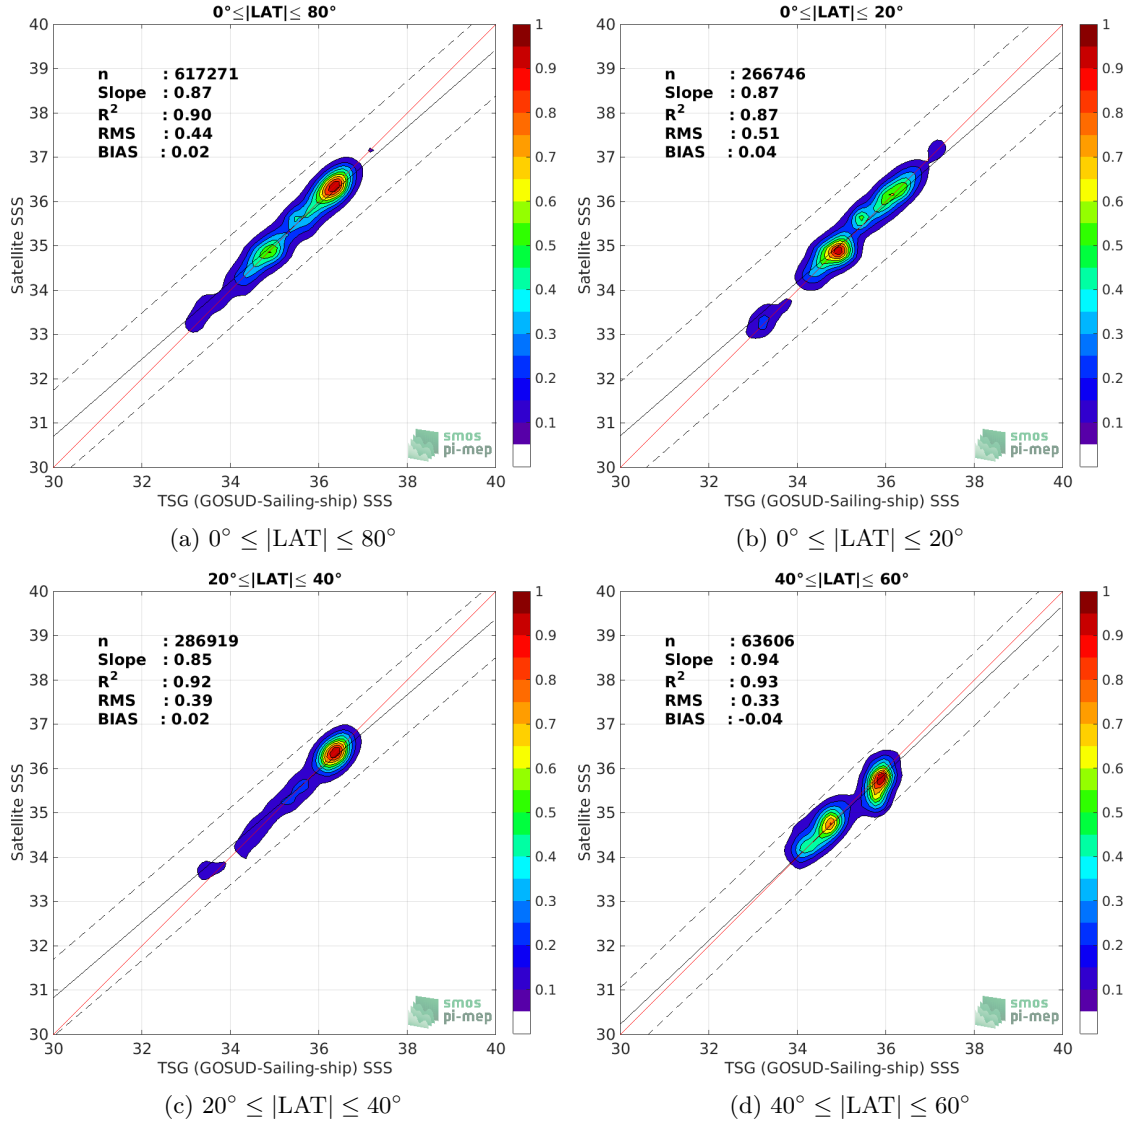 0°≤|LAT|≤ 80°
40
39
38
37
36
35
34
33
32
31
30
Satellite SSS
n : 617271
Slope : 0.87
R2 : 0.90
RMS : 0.44
BIAS : 0.02
smos
pi-mep
30 32 34 36 38 40
TSG (GOSUD-Sailing-ship) SSS
1
0.9
0.8
0.7
0.6
0.5
0.4
0.3
0.2
0.1
(a) 0° ≤ |LAT| ≤ 80°
0°≤|LAT|≤ 20°
40
39
38
37
36
35
34
33
32
31
30
Satellite SSS
n : 266746
Slope : 0.87
R2 : 0.87
RMS : 0.51
BIAS : 0.04
smos
pi-mep
30 32 34 36 38 40
TSG (GOSUD-Sailing-ship) SSS
1
0.9
0.8
0.7
0.6
0.5
0.4
0.3
0.2
0.1
(b) 0° ≤ |LAT| ≤ 20°
20°≤|LAT|≤ 40°
40
39
38
37
36
35
34
33
32
31
30
Satellite SSS
n : 286919
Slope : 0.85
R2 : 0.92
RMS : 0.39
BIAS : 0.02
smos
pi-mep
30 32 34 36 38 40
TSG (GOSUD-Sailing-ship) SSS
1
0.9
0.8
0.7
0.6
0.5
0.4
0.3
0.2
0.1
(c) 20° ≤ |LAT| ≤ 40°
40°≤|LAT|≤ 60°
40
39
38
37
36
35
34
33
32
31
30
Satellite SSS
n : 63606
Slope : 0.94
R2 : 0.93
RMS : 0.33
BIAS : -0.04
smos
pi-mep
30 32 34 36 38 40
TSG (GOSUD-Sailing-ship) SSS
1
0.9
0.8
0.7
0.6
0.5
0.4
0.3
0.2
0.1
(d) 40° ≤ |LAT| ≤ 60°